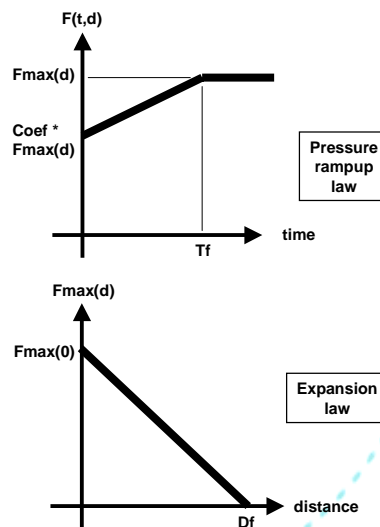 F(t,d)
Fmax(d)
Coef *
Fmax(d)
Pressure
rampup
law
time
Tf
Fmax(d)
Fmax(0)
Expansion
law
distance
Df